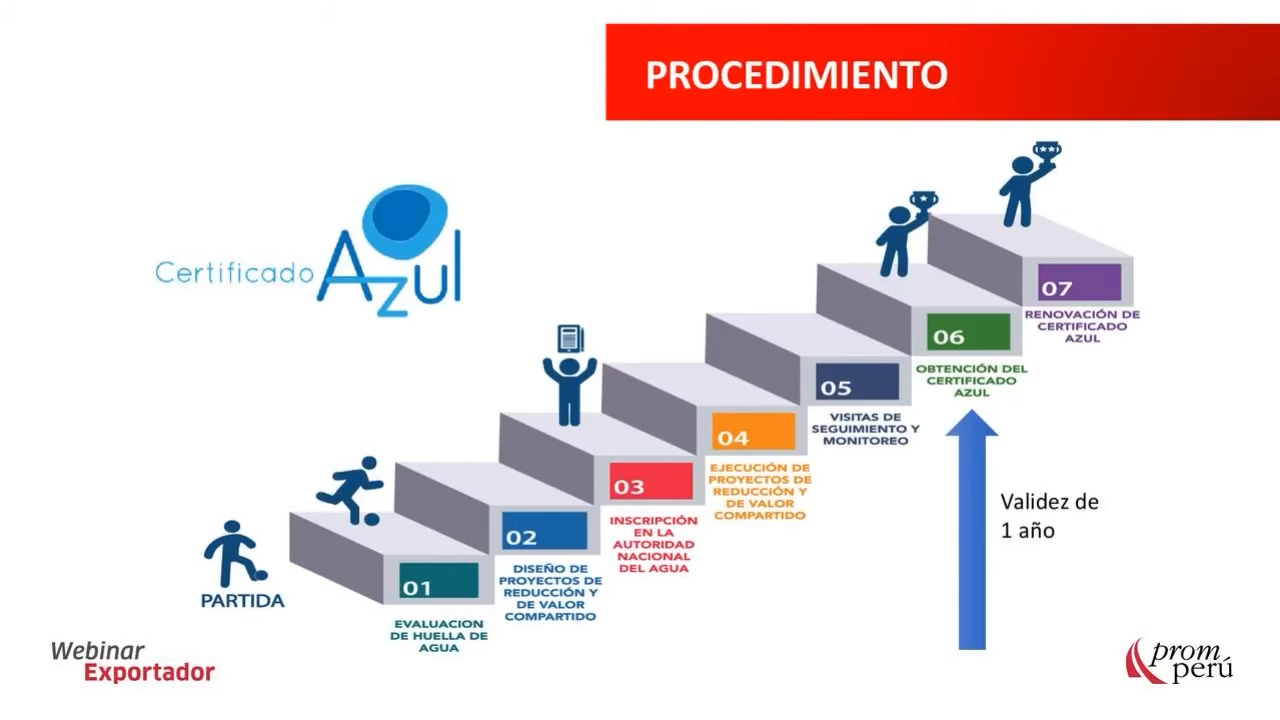 PROCEDIMIENTO
Certificado Azul
PARTIDA
01
EVALUACION
DE HUELLA DE
AGUA
02
DISEÑO DE
PROYECTOS DE
REDUCCIÓN Y
DE VALOR
COMPARTIDO
03
INSCRIPCIÓN
EN LA
AUTORIDAD
NACIONAL
DEL AGUA
04
EJECUCIÓN DE
PROYECTOS DE
REDUCCIÓN Y
DE VALOR
COMPARTIDO
05
VISITAS DE
SEGUIMIENTO Y
MONITOREO
06
OBTENCIÓN DEL
CERTIFICADO
AZUL
07
RENOVACIÓN DE
CERTIFICADO
AZUL
Validez de
1 año
Webinar
Exportador
prom
perú